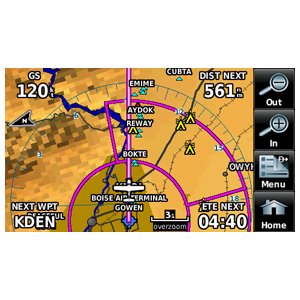 CUBTA
GS
120kt
EMIME
DIST NEXT
561nm
AYDOK
REWAY
Out
In
BOKTE
OWYH
Menu
NEXT WPT
KDEN
BOISE AIR TERMINAL
GOWEN
3
overzoom
ETE NEXT
04:40
Home